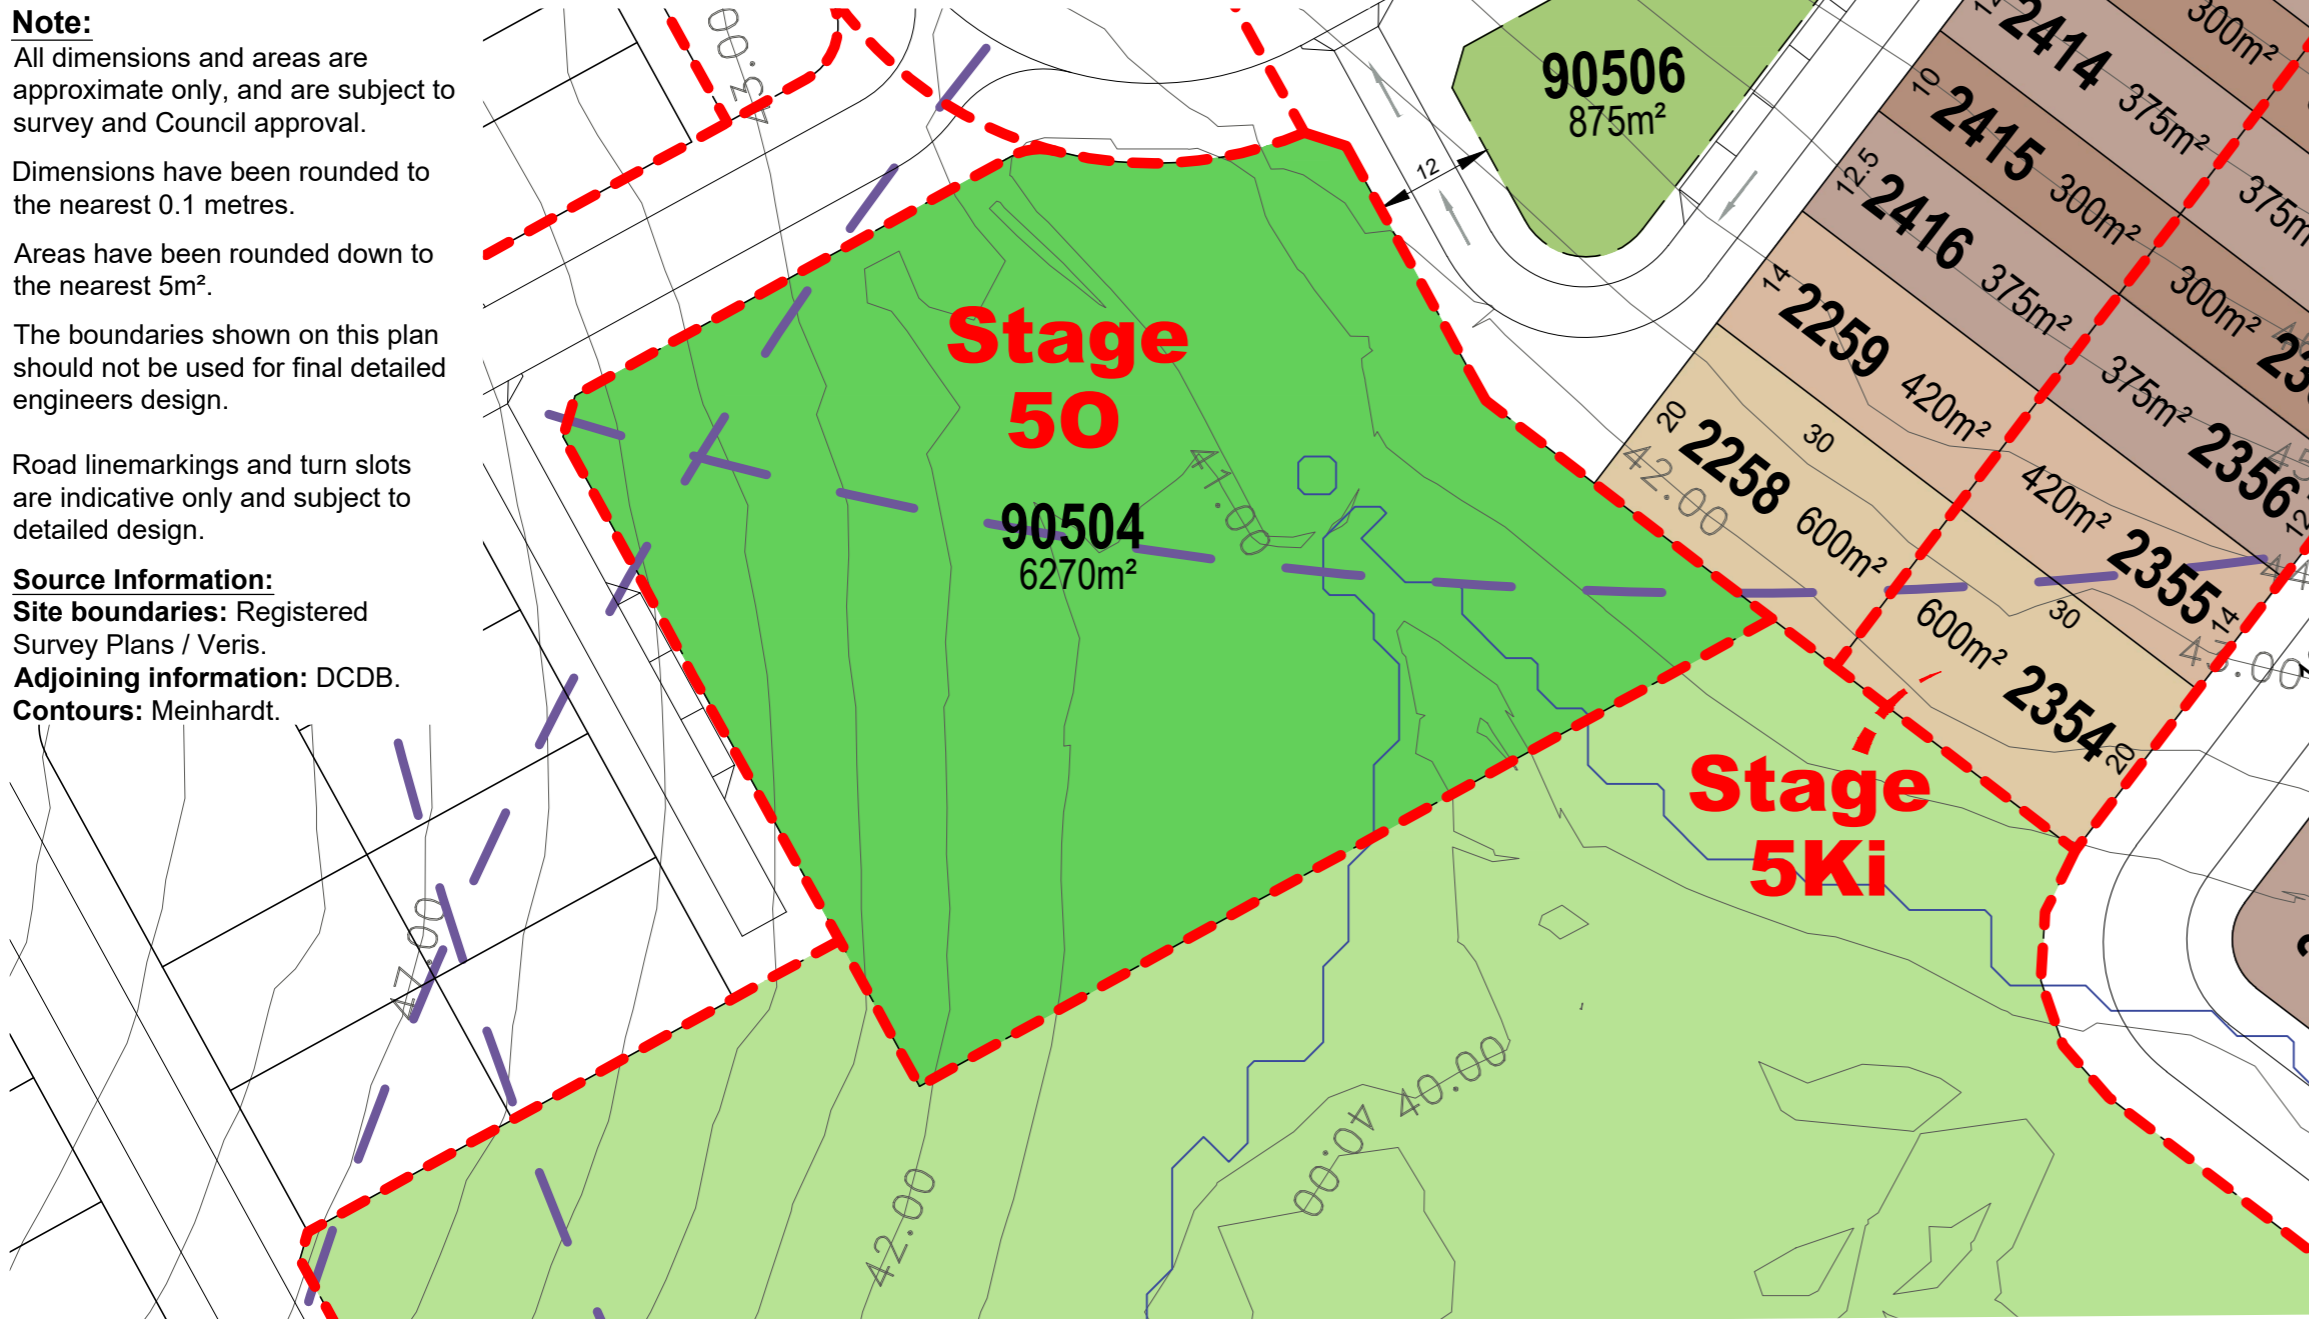 Note:
All dimensions and areas are
approximate only, and are subject to
survey and Council approval.
Dimensions have been rounded to
the nearest 0.1 metres.
Areas have been rounded down to
the nearest 5m².
The boundaries shown on this plan
should not be used for final detailed
engineers design.
Road linemarkings and turn slots
are indicative only and subject to
detailed design.
Source Information:
Site boundaries: Registered
Survey Plans / Veris.
Adjoining information: DCDB.
Contours: Meinhardt.
43.00
90506
875m²
12
2414 375m²
300m²
10
2415 300m²
375m
12.5
2416 375m²
300m²
14
2259 420m²
375m² 2356
20
2258 600m²
30
420m² 2355
14
600m² 2354
30
20
42.00
43.00
Stage
5O
90504
6270m²
41.00
Stage
5Ki
47.00
42.00
40.00
40.00